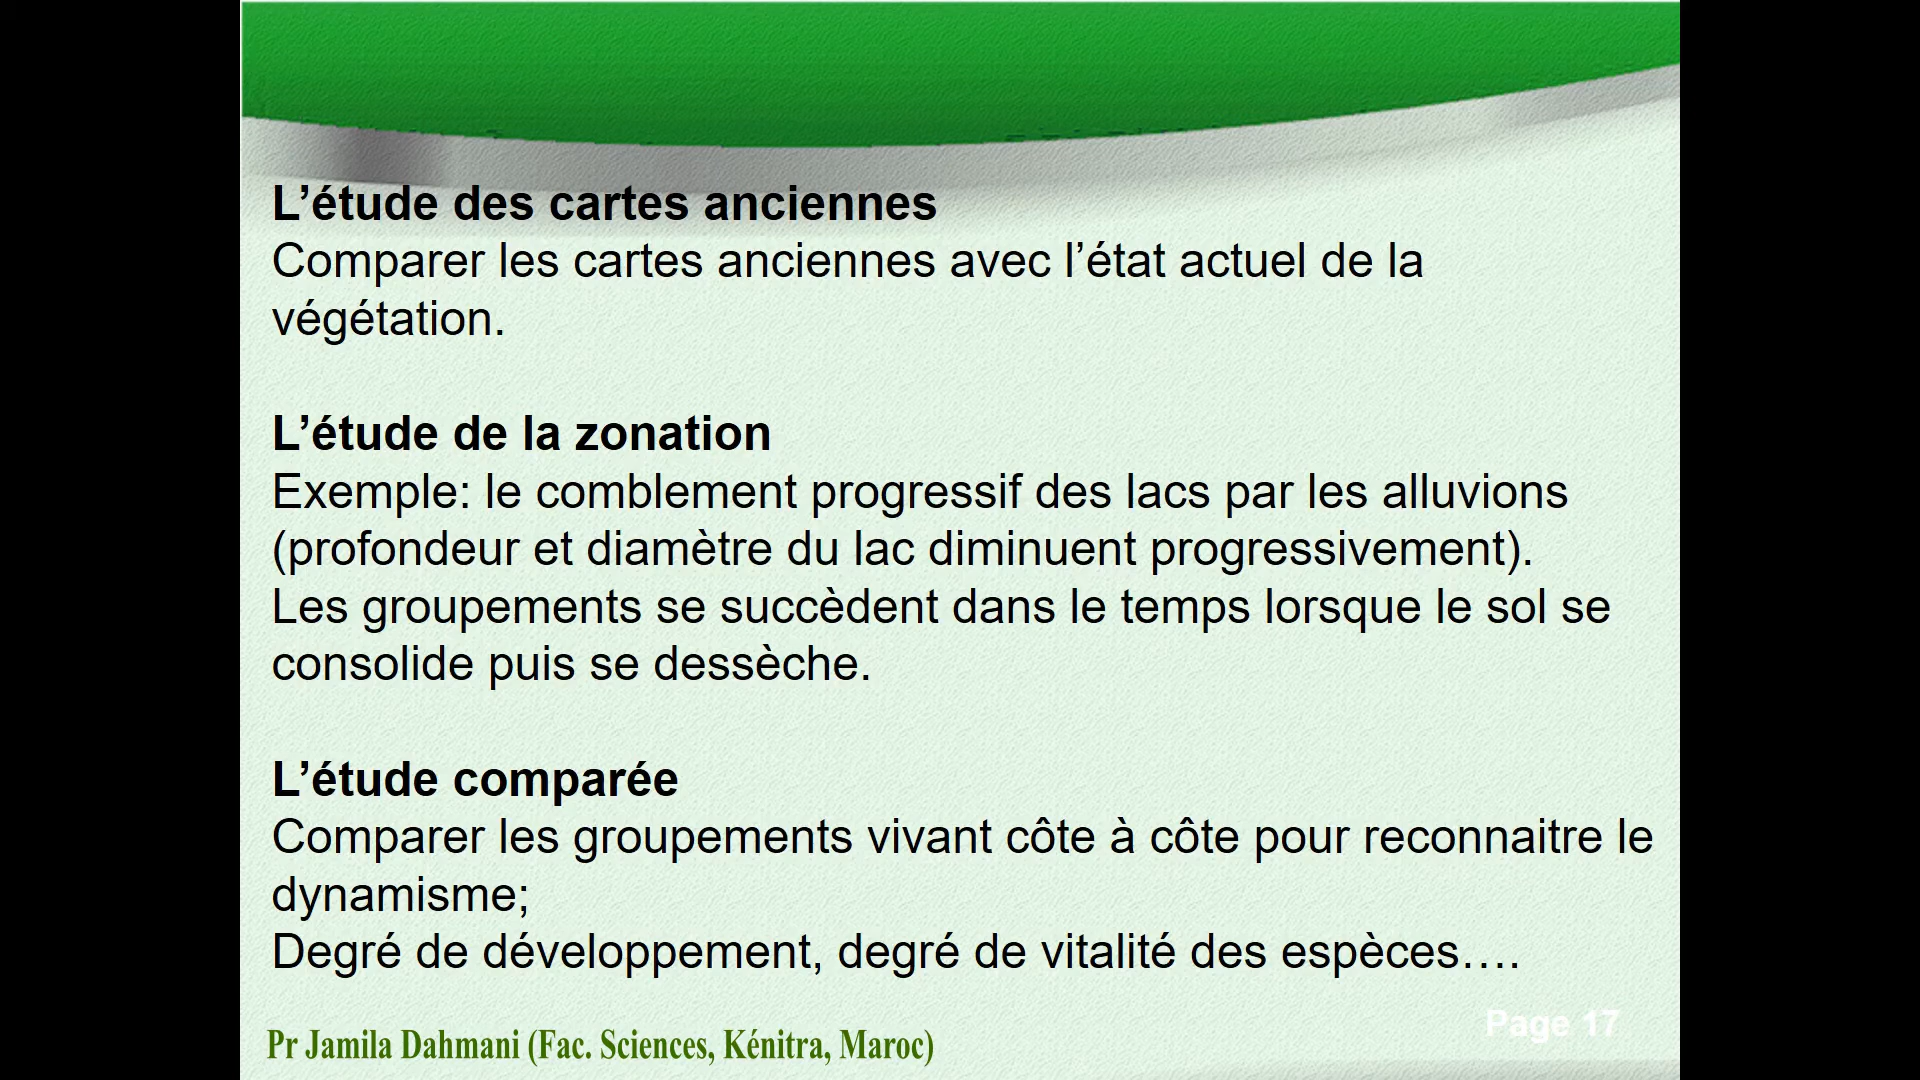 L’étude des cartes anciennes
Comparer les cartes anciennes avec l’état actuel de la
végétation.
L’étude de la zonation
Exemple: le comblement progressif des lacs par les alluvions
(profondeur et diamètre du lac diminuent progressivement).
Les groupements se succèdent dans le temps lorsque le sol se
consolide puis se dessèche.
L’étude comparée
Comparer les groupements vivant côte à côte pour reconnaitre le
dynamisme;
Degré de développement, degré de vitalité des espèces….
Page 17
Pr Jamila Dahmani (Fac. Sciences, Kénitra, Maroc)